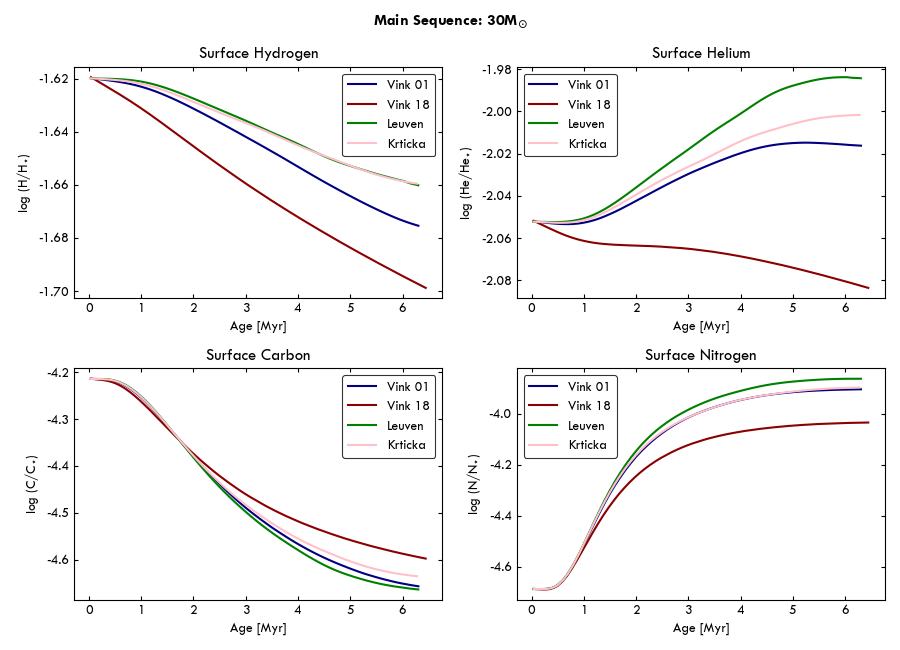 Main Sequence: 30M⊙
Surface Hydrogen
-1.62
-1.64
-1.66
-1.68
-1.70
log (H/H⋆)
0 1 2 3 4 5 6
Age [Myr]
Vink 01
Vink 18
Leuven
Krticka
Surface Helium
-1.98
-2.00
-2.02
-2.04
-2.06
-2.08
log (He/He⋆)
0 1 2 3 4 5 6
Age [Myr]
Vink 01
Vink 18
Leuven
Krticka
Surface Carbon
-4.2
-4.3
-4.4
-4.5
-4.6
log (C/C⋆)
0 1 2 3 4 5 6
Age [Myr]
Vink 01
Vink 18
Leuven
Krticka
Surface Nitrogen
-4.0
-4.2
-4.4
-4.6
log (N/N⋆)
0 1 2 3 4 5 6
Age [Myr]
Vink 01
Vink 18
Leuven
Krticka